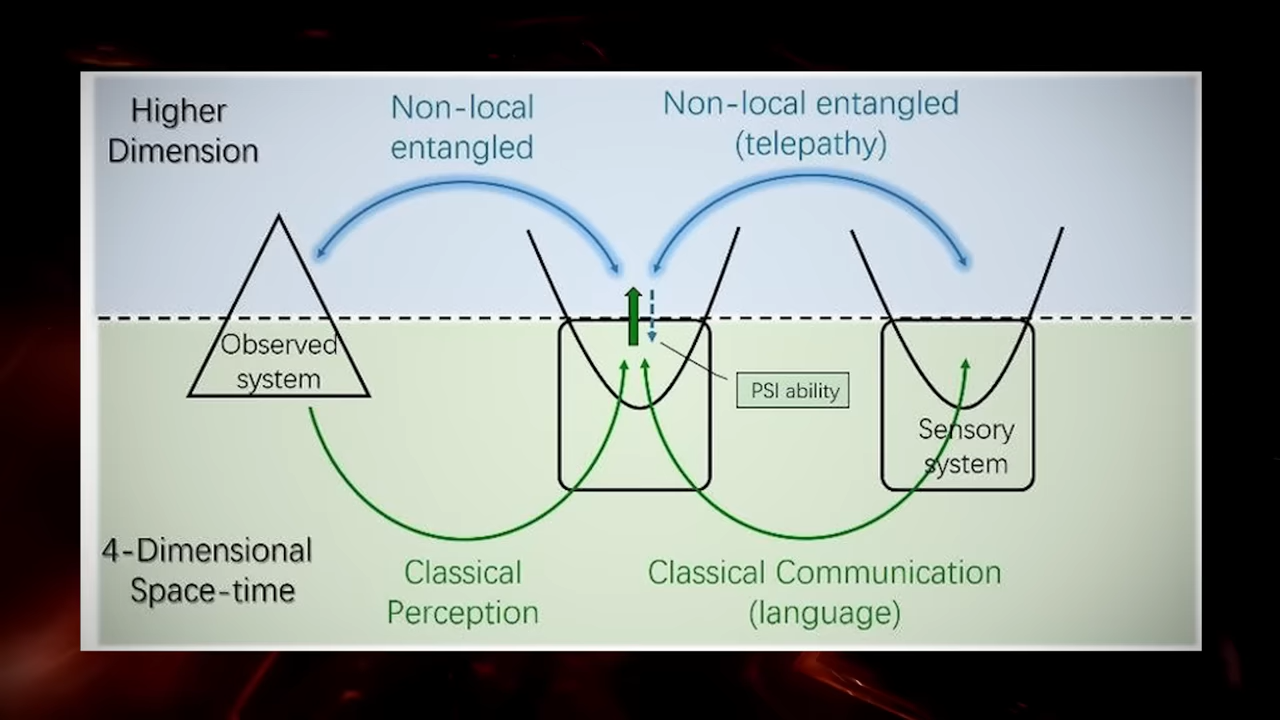 Higher
Dimension
Non-local
entangled
Non-local entangled
(telepathy)
Observed
system
PSI ability
Sensory
system
4-Dimensional
Space-time
Classical
Perception
Classical Communication
(language)